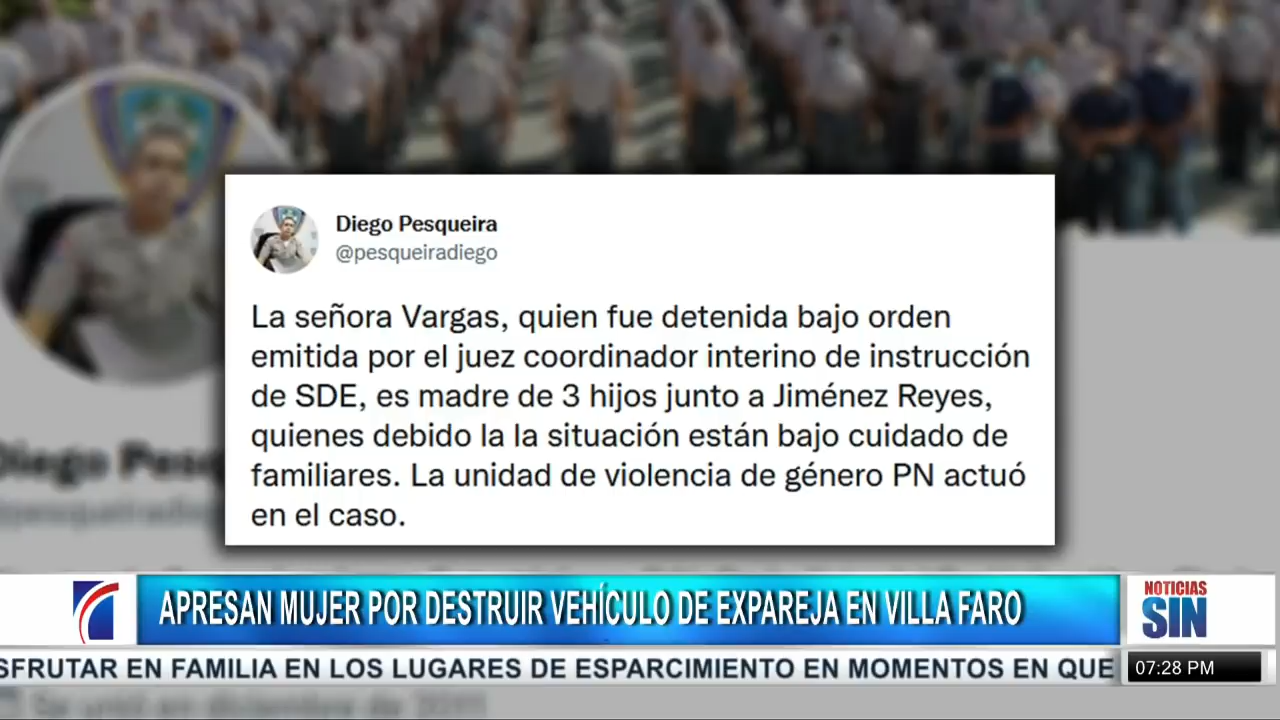 Diego Pesqueira
@pesqueiradiego
La señora Vargas, quien fue detenida bajo orden
emitida por el juez coordinador interino de instrucción
de SDE, es madre de 3 hijos junto a Jiménez Reyes,
quienes debido la la situación están bajo cuidado de
familiares. La unidad de violencia de género PN actuó
en el caso.
Diego Pesq
APRESAN MUJER POR DESTRUIR VEHÍCULO DE EXPAREJA EN VILLA FARO
NOTICIAS
SIN
SFRUTAR EN FAMILIA EN LOS LUGARES DE ESPARCIMIENTO EN MOMENTOS EN QUE
07:28 PM